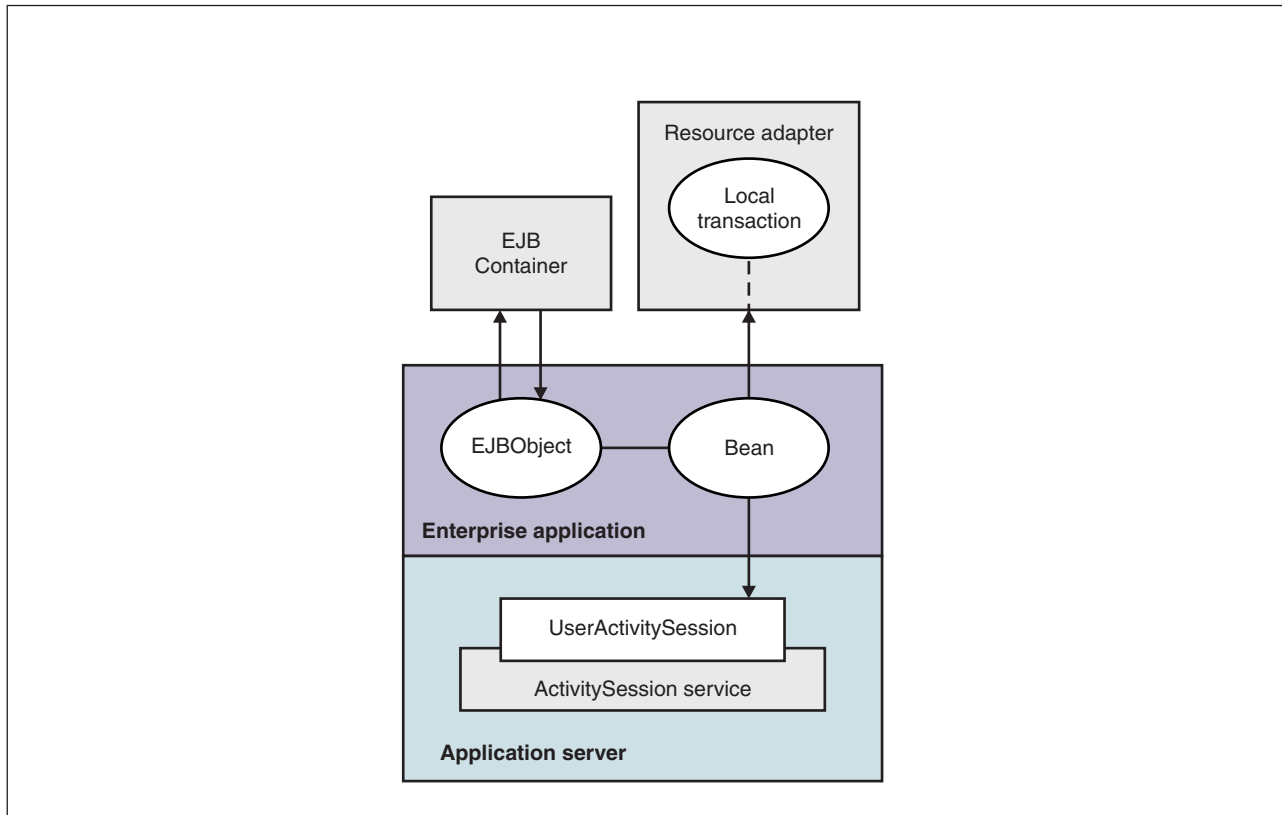 Resource adapter
Local
transaction
EJB
Container
EJBObject
Bean
Enterprise application
UserActivitySession
ActivitySession service
Application server